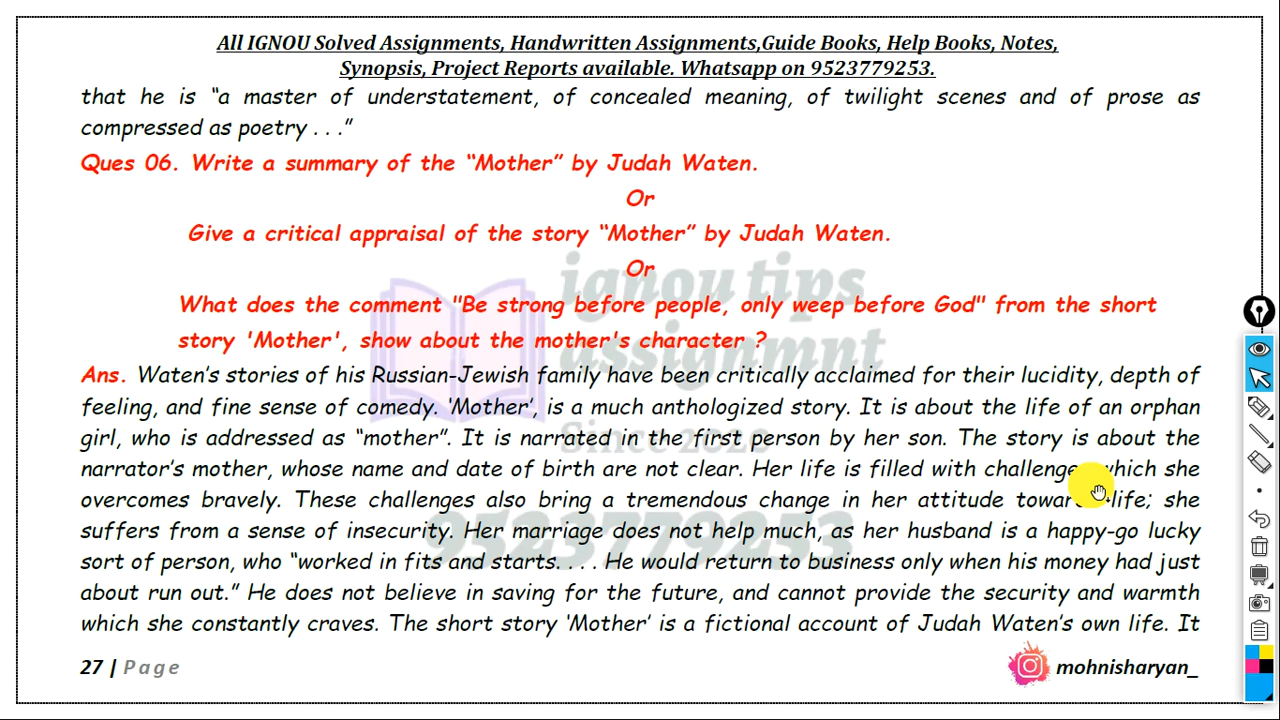 All IGNOU Solved Assignments, Handwritten Assignments,Guide Books, Help Books, Notes,
Synopsis, Project Reports available. Whatsapp on 9523779253.
that he is “a master of understatement, of concealed meaning, of twilight scenes and of prose as
compressed as poetry . . .”
Ques 06. Write a summary of the “Mother” by Judah Waten.
Or
Give a critical appraisal of the story “Mother” by Judah Waten.
Or
What does the comment "Be strong before people, only weep before God" from the short
story 'Mother', show about the mother's character ?
Ans. Waten’s stories of his Russian-Jewish family have been critically acclaimed for their lucidity, depth of
feeling, and fine sense of comedy. ‘Mother’, is a much anthologized story. It is about the life of an orphan
girl, who is addressed as “mother”. It is narrated in the first person by her son. The story is about the
narrator’s mother, whose name and date of birth are not clear. Her life is filled with challenges which she
overcomes bravely. These challenges also bring a tremendous change in her attitude towards life; she
suffers from a sense of insecurity. Her marriage does not help much, as her husband is a happy-go lucky
sort of person, who “worked in fits and starts. . . . He would return to business only when his money had just
about run out.” He does not believe in saving for the future, and cannot provide the security and warmth
which she constantly craves. The short story ‘Mother’ is a fictional account of Judah Waten’s own life. It
ignou tips
assignmnt
Since 2020
9523779253
27 | Page
mohnisharyan_